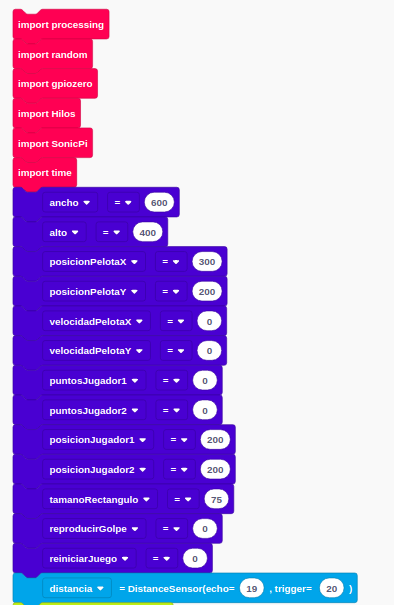 import processing
import random
import gpiozero
import Hilos
import SonicPi
import time
ancho = 600
alto = 400
posicionPelotaX = 300
posicionPelotaY = 200
velocidadPelotaX = 0
velocidadPelotaY = 0
puntosJugador1 = 0
puntosJugador2 = 0
posicionJugador1 = 200
posicionJugador2 = 200
tamanoRectangulo = 75
reproducirGolpe = 0
reiniciarJuego = 0
distancia = DistanceSensor(echo= 19 , trigger= 20 )